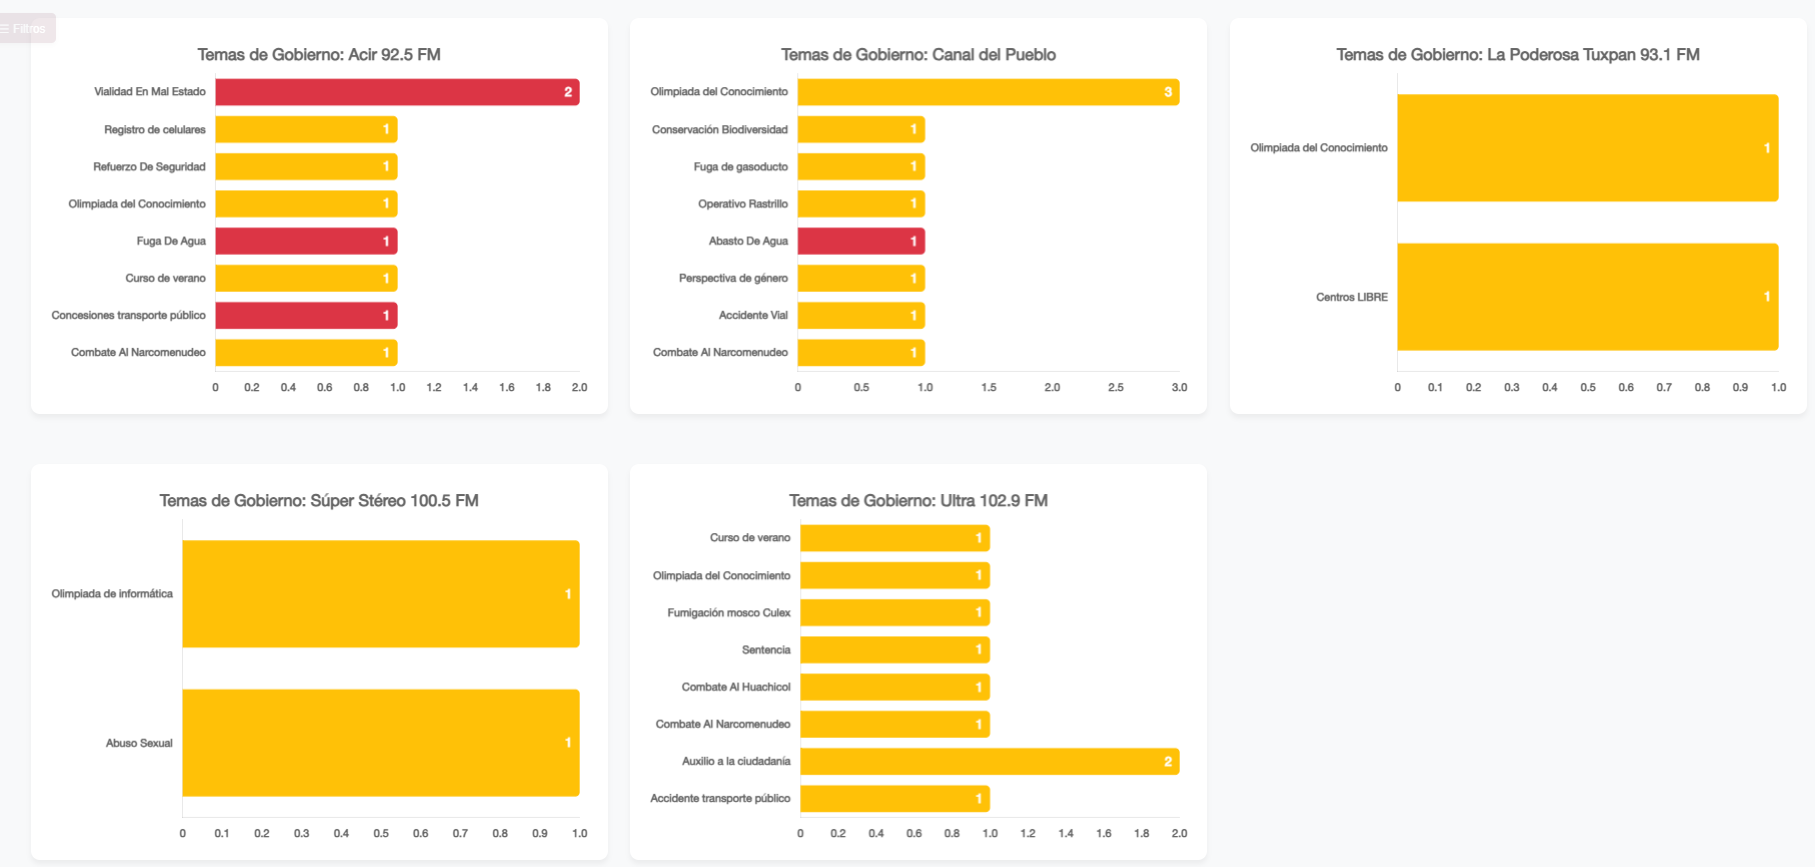 ☰ Filtros
Temas de Gobierno: Acir 92.5 FM
Vialidad En Mal Estado 2
Registro de celulares 1
Refuerzo De Seguridad 1
Olimpiada del Conocimiento 1
Fuga De Agua 1
Curso de verano 1
Concesiones transporte público 1
Combate Al Narcomenudeo 1
0 0.2 0.4 0.6 0.8 1.0 1.2 1.4 1.6 1.8 2.0
Temas de Gobierno: Canal del Pueblo
Olimpiada del Conocimiento 3
Conservación Biodiversidad 1
Fuga de gasoducto 1
Operativo Rastrillo 1
Abasto De Agua 1
Perspectiva de género 1
Accidente Vial 1
Combate Al Narcomenudeo 1
0 0.5 1.0 1.5 2.0 2.5 3.0
Temas de Gobierno: La Poderosa Tuxpan 93.1 FM
Olimpiada del Conocimiento 1
Centros LIBRE 1
0 0.1 0.2 0.3 0.4 0.5 0.6 0.7 0.8 0.9 1.0
Temas de Gobierno: Súper Stéreo 100.5 FM
Olimpiada de informática 1
Abuso Sexual 1
0 0.1 0.2 0.3 0.4 0.5 0.6 0.7 0.8 0.9 1.0
Temas de Gobierno: Ultra 102.9 FM
Curso de verano 1
Olimpiada del Conocimiento 1
Fumigación mosco Culex 1
Sentencia 1
Combate Al Huachicol 1
Combate Al Narcomenudeo 1
Auxilio a la ciudadanía 2
Accidente transporte público 1
0 0.2 0.4 0.6 0.8 1.0 1.2 1.4 1.6 1.8 2.0